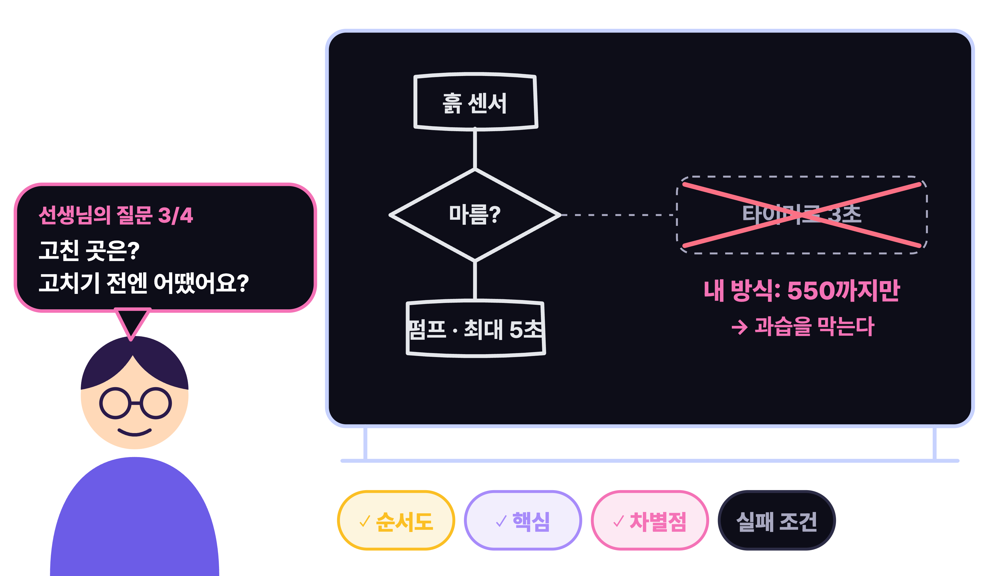 선생님의 질문 3/4
고친 곳은?
고치기 전엔 어땠어요?
흙 센서
마름?
펌프 · 최대 5초
타이머로 3초
내 방식: 550까지만
→ 과습을 막는다
✓ 순서도
✓ 핵심
✓ 차별점
실패 조건